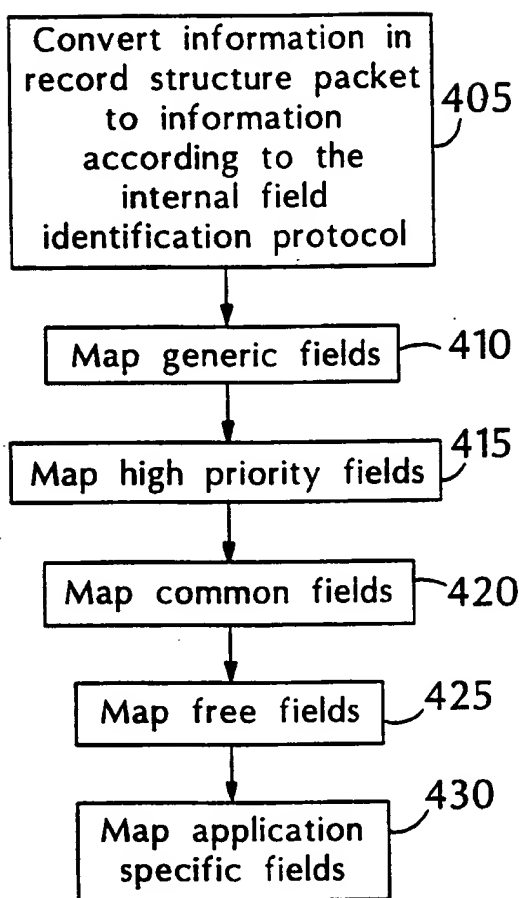 Convert information in
record structure packet
to information
according to the
internal field
identification protocol
405
Map generic fields
410
Map high priority fields
415
Map common fields
420
Map free fields
425
Map application
specific fields
430